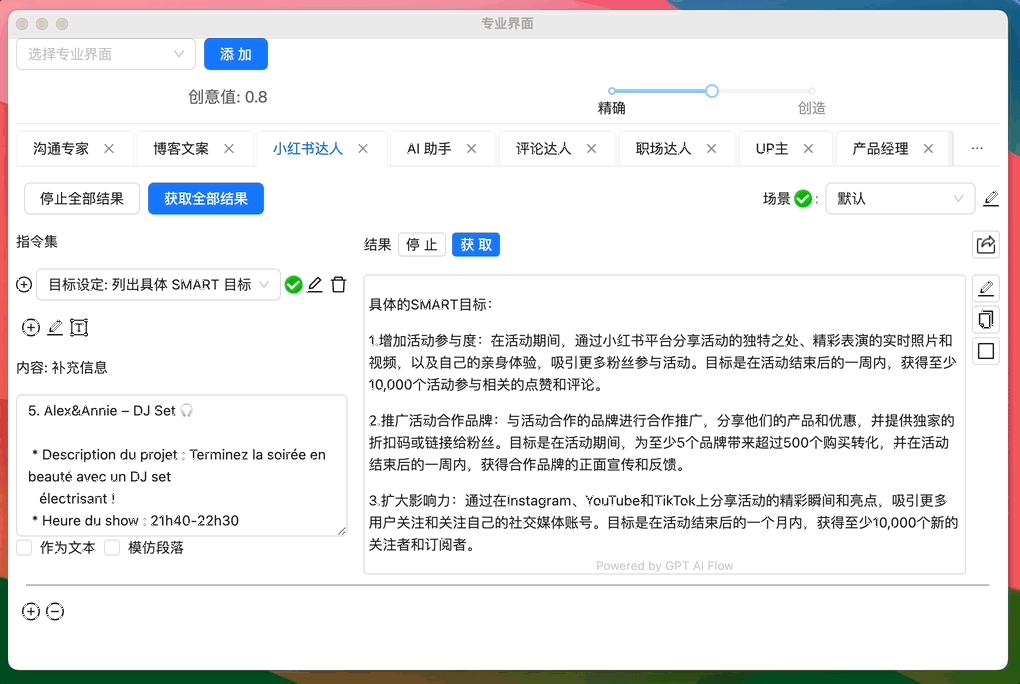 专业界面
选择专业界面
添 加
创意值: 0.8
精确
创造
沟通专家
博客文案
小红书达人
AI 助手
评论达人
职场达人
UP主
产品经理
...
停止全部结果
获取全部结果
场景 :
默认
指令集
结果
停 止
获 取
目标设定: 列出具体 SMART 目标
内容: 补充信息
5. Alex&Annie – DJ Set 🎧
* Description du projet : Terminez la soirée en
beauté avec un DJ set
électrisant !
* Heure du show : 21h40-22h30
作为文本
模仿段落
具体的SMART目标：
1.增加活动参与度：在活动期间，通过小红书平台分享活动的独特之处、精彩表演的实时照片和
视频，以及自己的亲身体验，吸引更多粉丝参与活动。目标是在活动结束后的一周内，获得至少
10,000个活动参与相关的点赞和评论。
2.推广活动合作品牌：与活动合作的品牌进行合作推广，分享他们的产品和优惠，并提供独家的
折扣码或链接给粉丝。目标是在活动期间，为至少5个品牌带来超过500个购买转化，并在活动
结束后的一周内，获得合作品牌的正面宣传和反馈。
3.扩大影响力：通过在Instagram、YouTube和TikTok上分享活动的精彩瞬间和亮点，吸引更多
用户关注和关注自己的社交媒体账号。目标是在活动结束后的一个月内，获得至少10,000个新的
关注者和订阅者。
Powered by GPT AI Flow